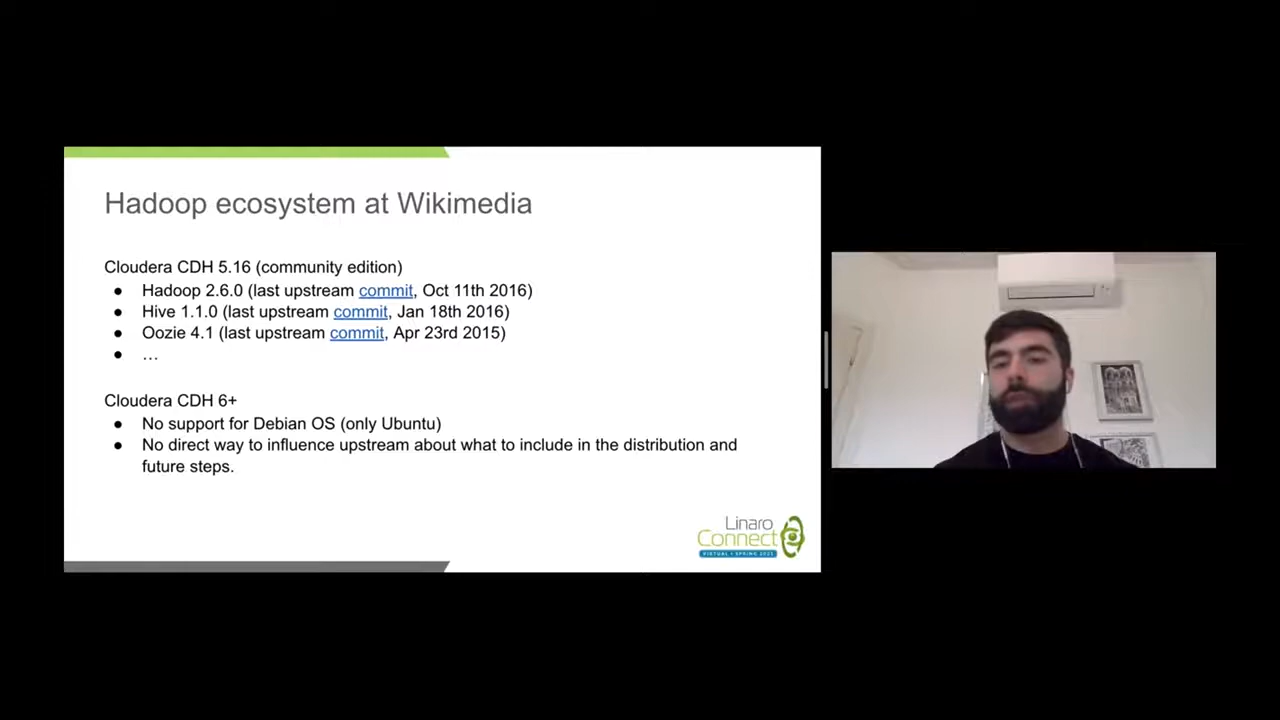 Hadoop ecosystem at Wikimedia
Cloudera CDH 5.16 (community edition)
● Hadoop 2.6.0 (last upstream commit, Oct 11th 2016)
● Hive 1.1.0 (last upstream commit, Jan 18th 2016)
● Oozie 4.1 (last upstream commit, Apr 23rd 2015)
● …
Cloudera CDH 6+
● No support for Debian OS (only Ubuntu)
● No direct way to influence upstream about what to include in the distribution and
future steps.
Linaro
Connect
VIRTUAL • SPRING 2021